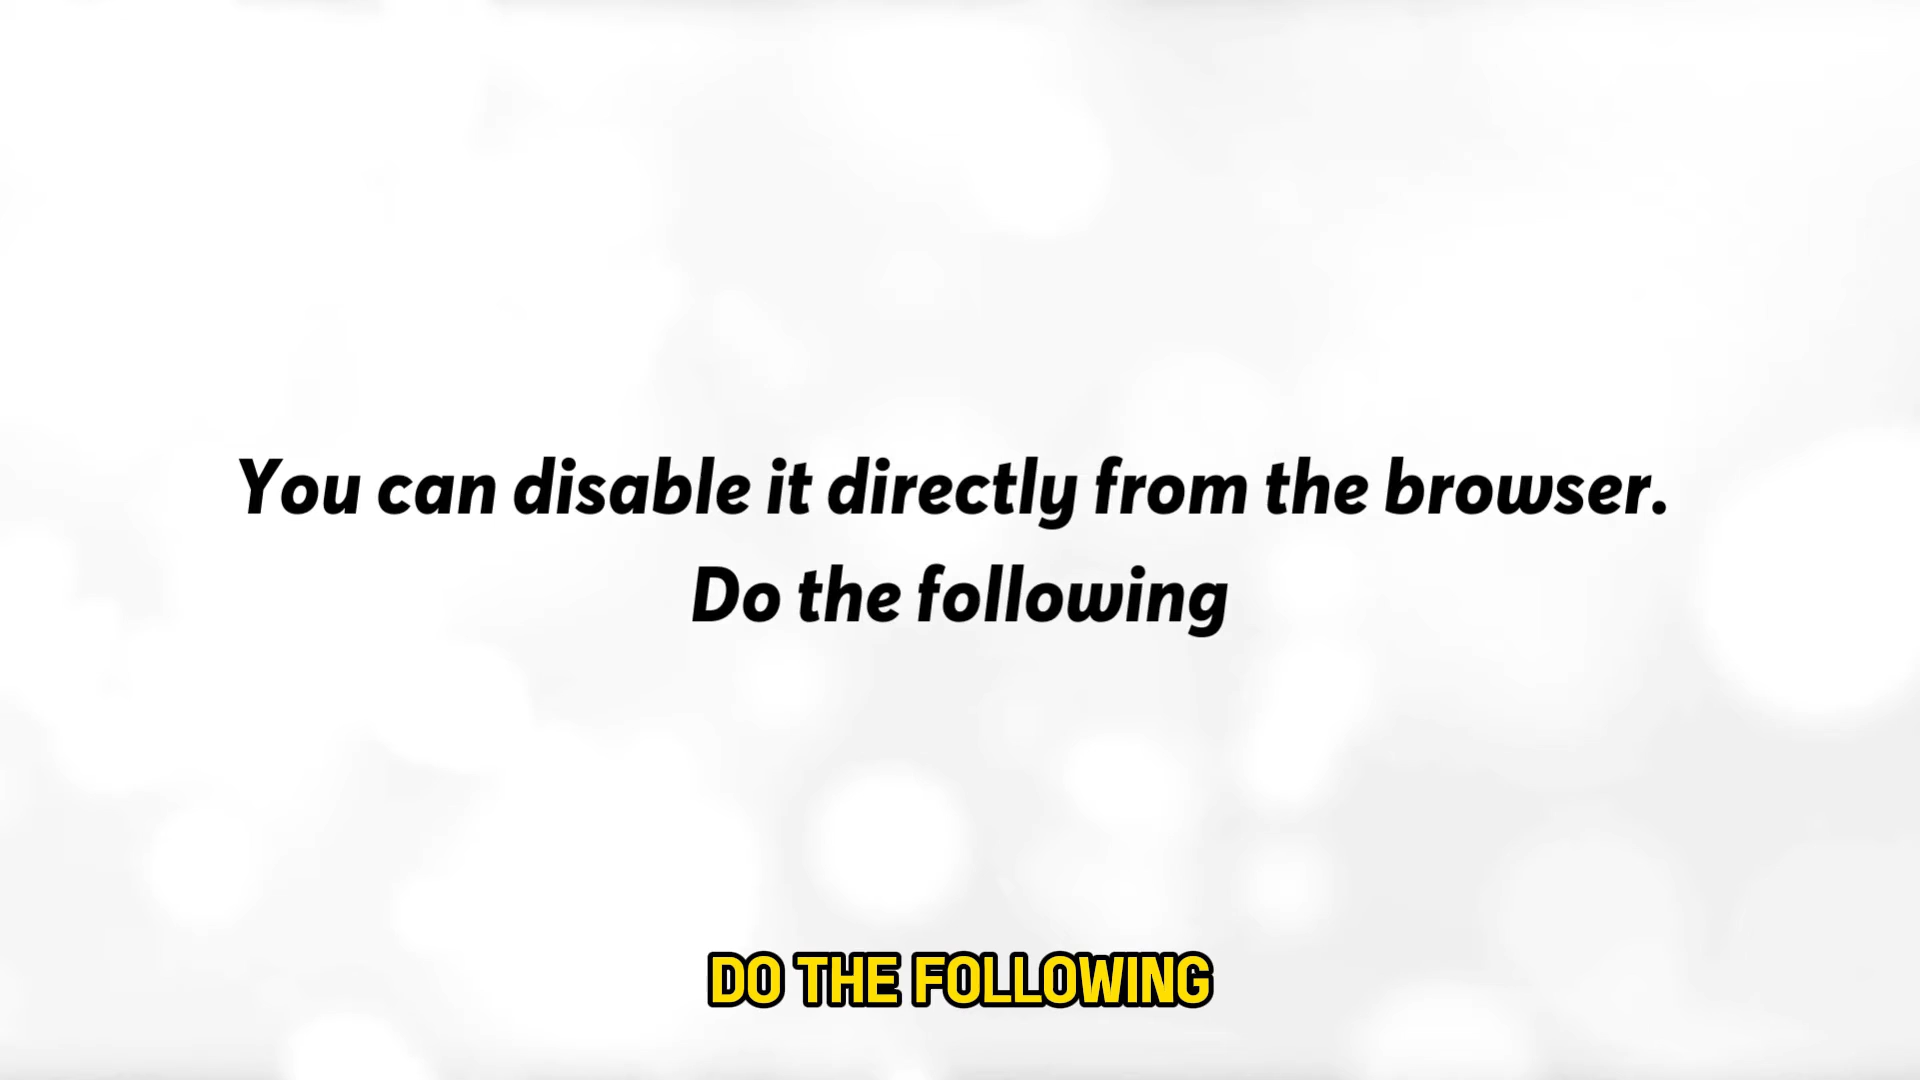 You can disable it directly from the browser.
Do the following
DO THE FOLLOWING